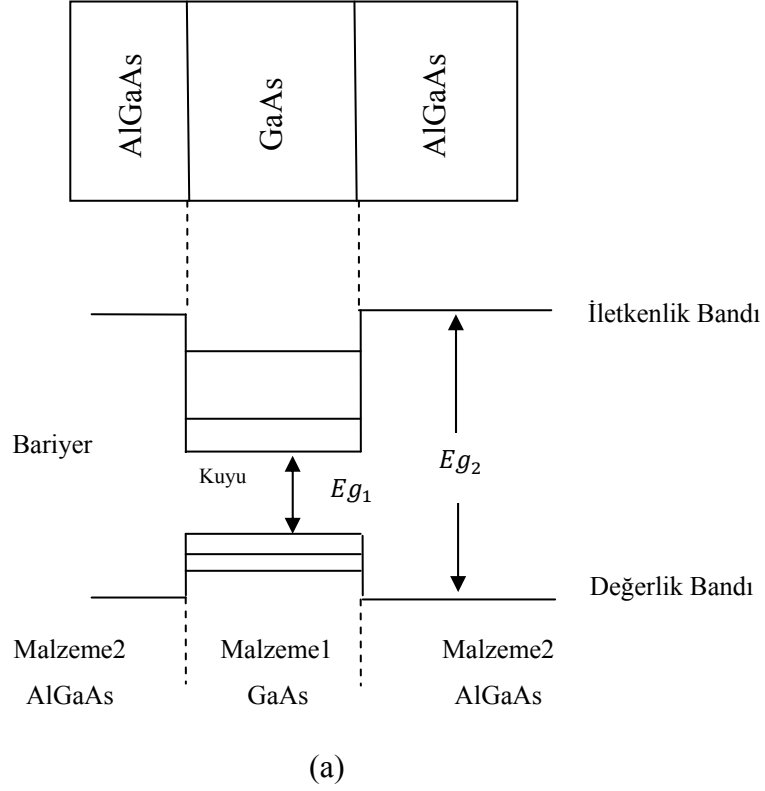 AlGaAs
GaAs
AlGaAs
İletkenlik Bandı
Bariyer
Kuyu
Eg₁
Eg₂
Değerlik Bandı
Malzeme2
Malzeme1
Malzeme2
AlGaAs
GaAs
AlGaAs
(a)